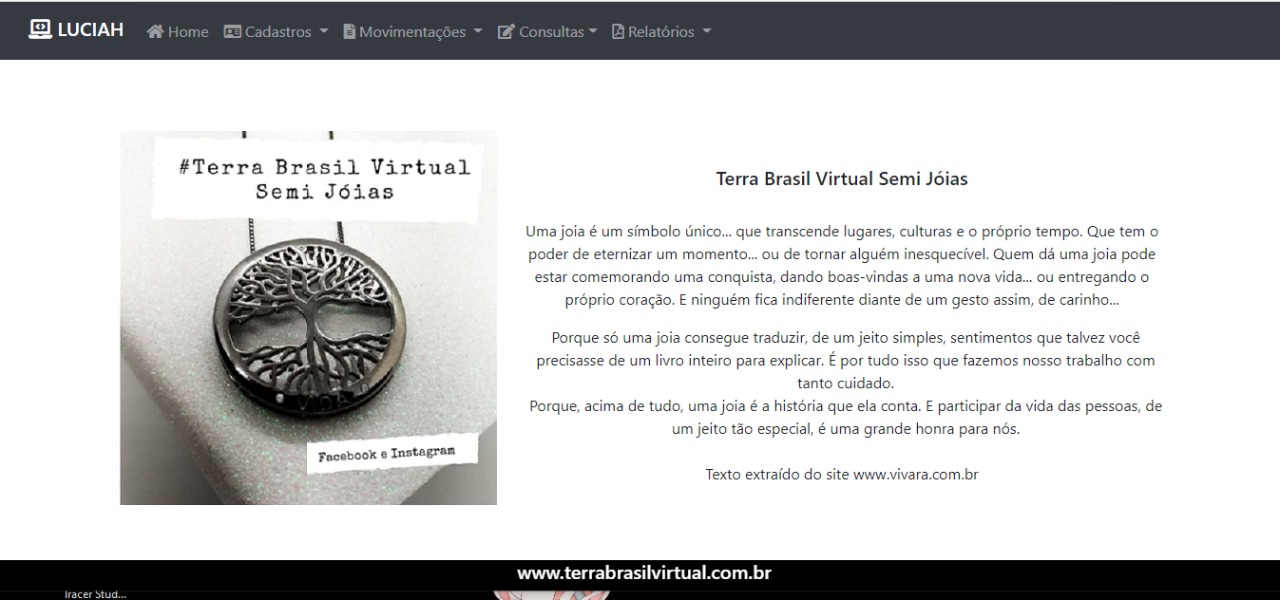 LUCIAH Home Cadastros Movimentações Consultas Relatórios
#Terra Brasil Virtual
Semi Jóias
VIDA
Facebook e Instagram
Terra Brasil Virtual Semi Jóias
Uma joia é um símbolo único... que transcende lugares, culturas e o próprio tempo. Que tem o
poder de eternizar um momento... ou de tornar alguém inesquecível. Quem dá uma joia pode
estar comemorando uma conquista, dando boas-vindas a uma nova vida... ou entregando o
próprio coração. E ninguém fica indiferente diante de um gesto assim, de carinho...
Porque só uma joia consegue traduzir, de um jeito simples, sentimentos que talvez você
precisasse de um livro inteiro para explicar. É por tudo isso que fazemos nosso trabalho com
tanto cuidado.
Porque, acima de tudo, uma joia é a história que ela conta. E participar da vida das pessoas, de
um jeito tão especial, é uma grande honra para nós.
Texto extraído do site www.vivara.com.br
www.terrabrasilvirtual.com.br
Tracer Stud...